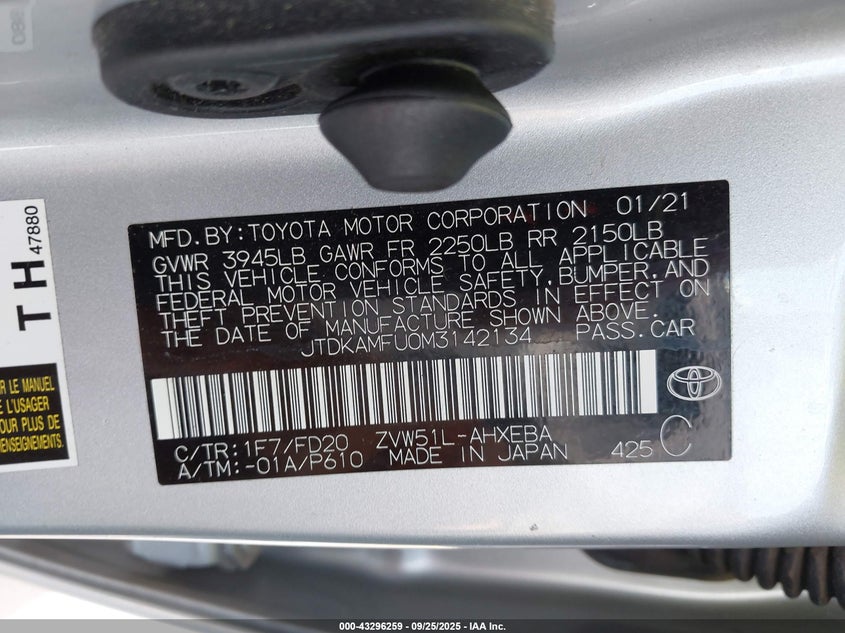 MFD.BY:TOYOTA MOTOR CORPORATION 01/21
GVWR 3945LB GAWR FR 2250LB RR 2150LB
THIS VEHICLE CONFORMS TO ALL APPLICABLE
FEDERAL MOTOR VEHICLE SAFETY,BUMPER,AND
THEFT PREVENTION STANDARDS IN EFFECT ON
THE DATE OF MANUFACTURE SHOWN ABOVE.
JTDKAMFU0M3142134 PASS.CAR
C/TR:1F7/FD20 ZVW51L-AHXEBA
A/TM:-01A/P610 MADE IN JAPAN 425 C
TH
47880
R LE MANUEL
L'USAGER
OUR PLUS DE
ENSEIGNEMENTS.
000-43296259 - 09/25/2025 - IAA Inc.